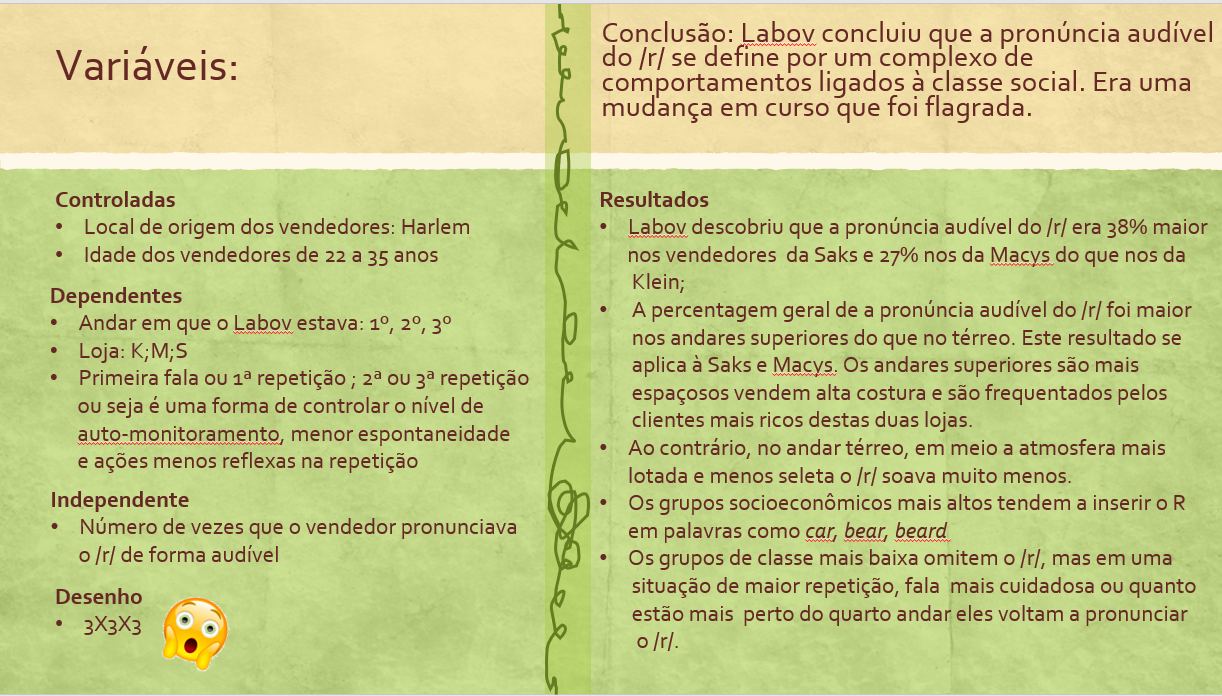 Variáveis:
Controladas
• Local de origem dos vendedores: Harlem
• Idade dos vendedores de 22 a 35 anos
Dependentes
• Andar em que o Labov estava: 1º, 2º, 3º
• Loja: K;M;S
• Primeira fala ou 1ª repetição ; 2ª ou 3ª repetição
ou seja é uma forma de controlar o nível de
auto-monitoramento, menor espontaneidade
e ações menos reflexas na repetição
Independente
• Número de vezes que o vendedor pronunciava
o /r/ de forma audível
Desenho
• 3X3X3
Conclusão: Labov concluiu que a pronúncia audível
do /r/ se define por um complexo de
comportamentos ligados à classe social. Era uma
mudança em curso que foi flagrada.
Resultados
• Labov descobriu que a pronúncia audível do /r/ era 38% maior
nos vendedores da Saks e 27% nos da Macys do que nos da
Klein;
• A percentagem geral de a pronúncia audível do /r/ foi maior
nos andares superiores do que no térreo. Este resultado se
aplica à Saks e Macys. Os andares superiores são mais
espaçosos vendem alta costura e são frequentados pelos
clientes mais ricos destas duas lojas.
• Ao contrário, no andar térreo, em meio a atmosfera mais
lotada e menos seleta o /r/ soava muito menos.
• Os grupos socioeconômicos mais altos tendem a inserir o R
em palavras como car, bear, beard
• Os grupos de classe mais baixa omitem o /r/, mas em uma
situação de maior repetição, fala mais cuidadosa ou quanto
estão mais perto do quarto andar eles voltam a pronunciar
o /r/.